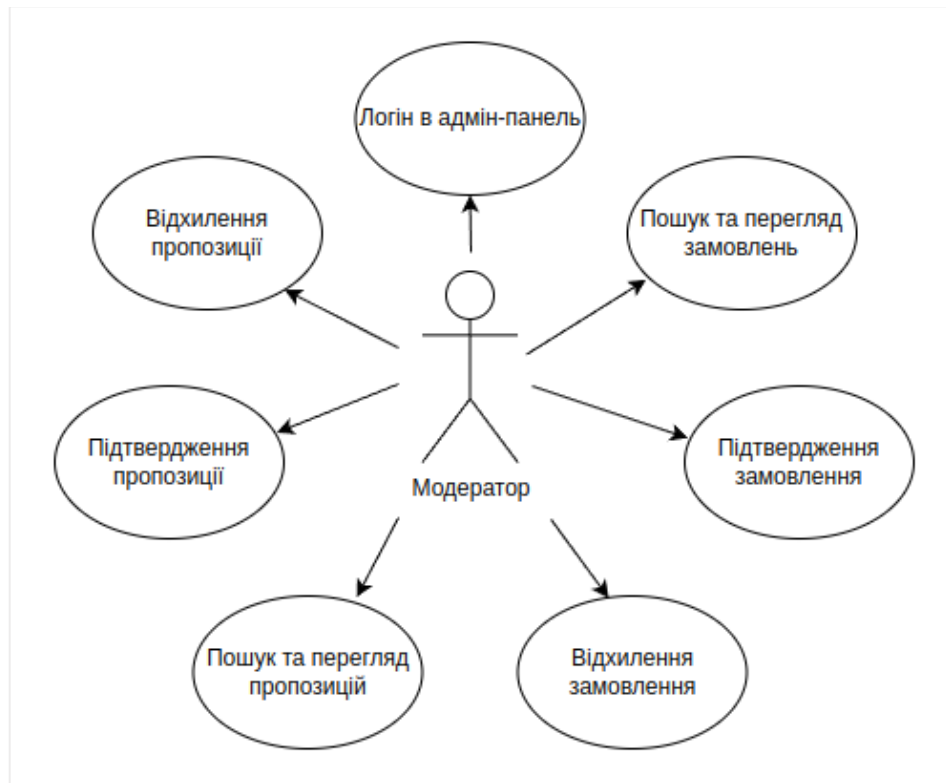 Логін в адмін-панель
Відхилення
пропозиції
Пошук та перегляд
замовлень
Підтвердження
пропозиції
Підтвердження
замовлення
Модератор
Пошук та перегляд
пропозицій
Відхилення
замовлення